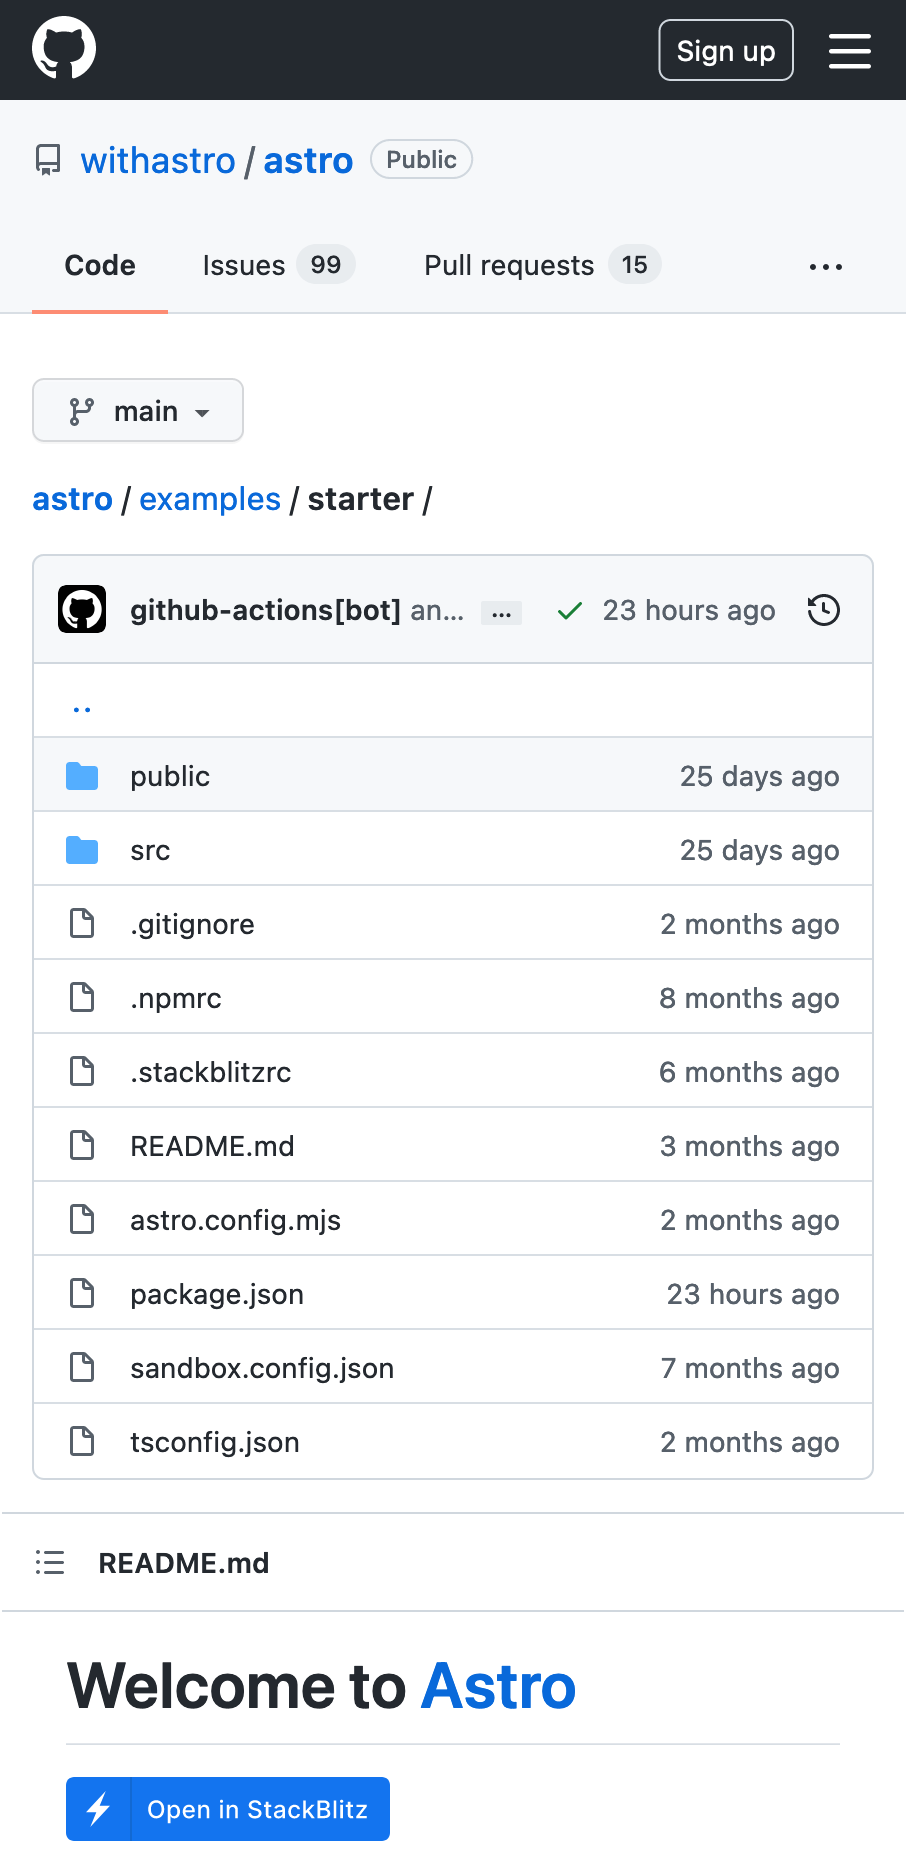 Sign up
withastro / astro Public
Code Issues 99 Pull requests 15 ...
main
astro / examples / starter /
github-actions[bot] an... ... 23 hours ago
..
public 25 days ago
src 25 days ago
.gitignore 2 months ago
.npmrc 8 months ago
.stackblitzrc 6 months ago
README.md 3 months ago
astro.config.mjs 2 months ago
package.json 23 hours ago
sandbox.config.json 7 months ago
tsconfig.json 2 months ago
README.md
Welcome to Astro
Open in StackBlitz